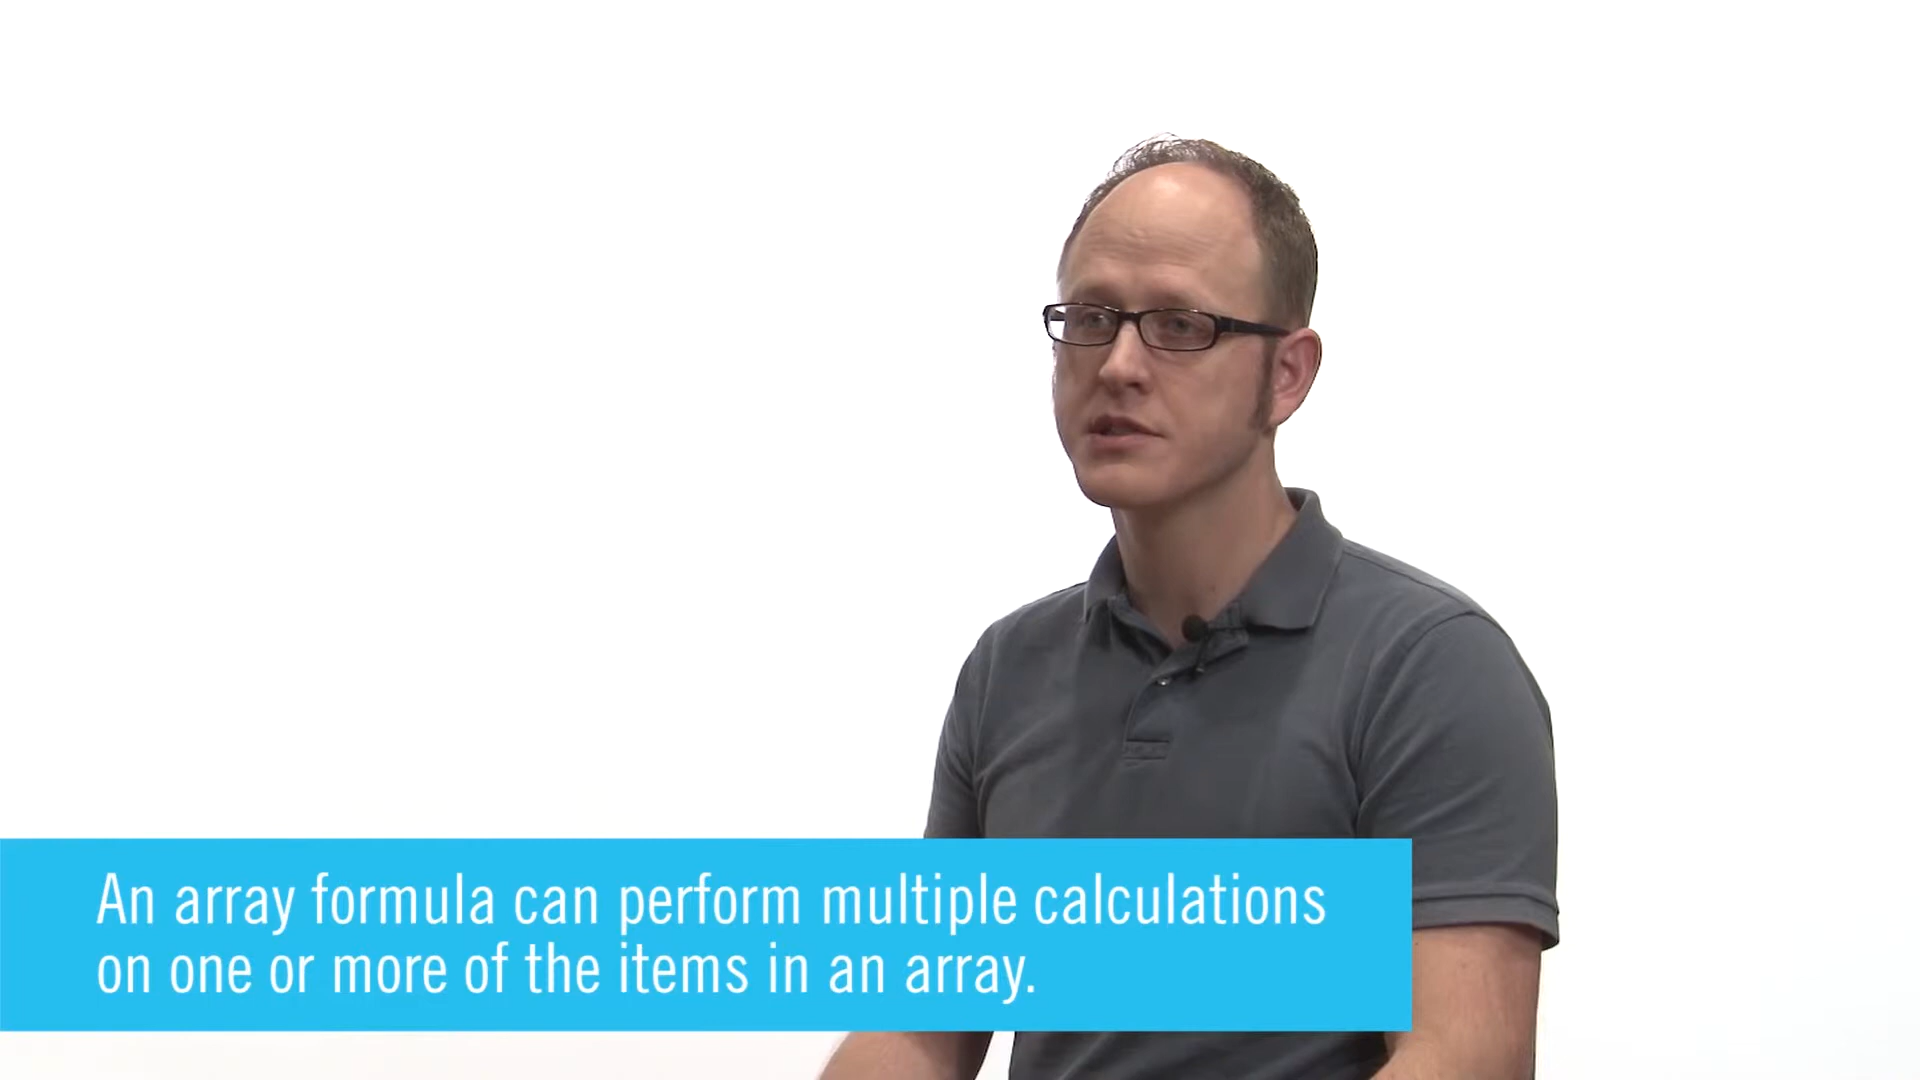 An array formula can perform multiple calculations
on one or more of the items in an array.